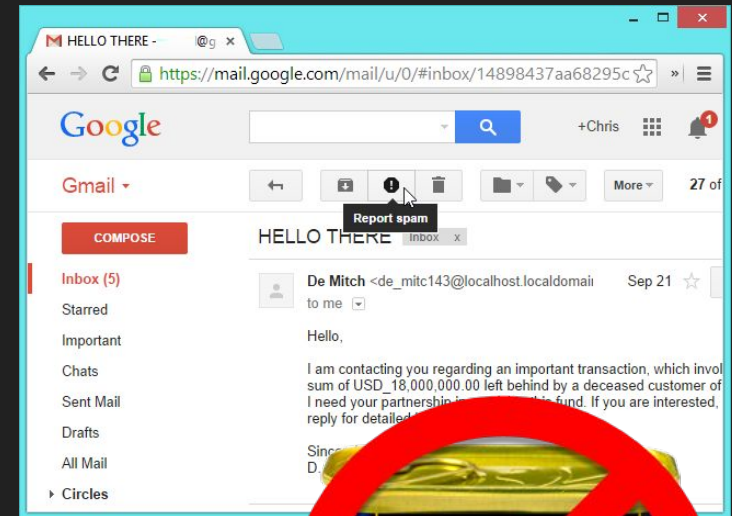 HELLO THERE - @g x
https://mail.google.com/mail/u/0/#inbox/14898437aa68295c »
Google
+Chris
1
Gmail
More
27 of
Report spam
COMPOSE
HELLO THERE Inbox x
Inbox (5)
De Mitch <de_mitc143@localhost.localdomai Sep 21
to me
Starred
Hello,
Important
I am contacting you regarding an important transaction, which invol
Chats
sum of USD_18,000,000.00 left behind by a deceased customer of
I need your partnership this fund. If you are interested,
Sent Mail
reply for detailed
Drafts
D.
All Mail
Circles